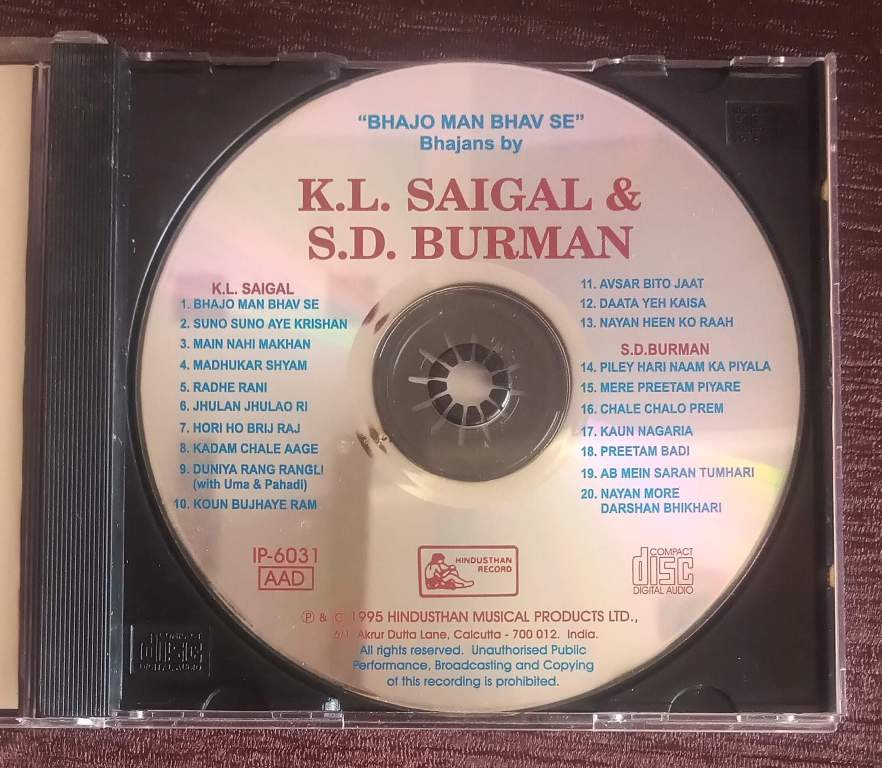 "BHAJO MAN BHAV SE"
Bhajans by
K.L. SAIGAL &
S.D. BURMAN
K.L. SAIGAL
1. BHAJO MAN BHAV SE
2. SUNO SUNO AYE KRISHAN
3. MAIN NAHI MAKHAN
4. MADHUKAR SHYAM
5. RADHE RANI
6. JHULAN JHULAO RI
7. HORI HO BRIJ RAJ
8. KADAM CHALE AAGE
9. DUNIYA RANG RANGLI
(with Uma & Pahadi)
10. KOUN BUJHAYE RAM
11. AVSAR BITO JAAT
12. DAATA YEH KAISA
13. NAYAN HEEN KO RAAH
S.D.BURMAN
14. PILEY HARI NAAM KA PIYALA
15. MERE PREETAM PIYARE
16. CHALE CHALO PREM
17. KAUN NAGARIA
18. PREETAM BADI
19. AB MEIN SARAN TUMHARI
20. NAYAN MORE
DARSHAN BHIKHARI
IP-6031
AAD
HINDUSTHAN
RECORD
COMPACT
disc
DIGITAL AUDIO
℗ & © 1995 HINDUSTHAN MUSICAL PRODUCTS LTD.,
6/1, Akrur Dutta Lane, Calcutta - 700 012. India.
All rights reserved. Unauthorised Public
Performance, Broadcasting and Copying
of this recording is prohibited.
COMPACT
disc
DIGITAL AUDIO